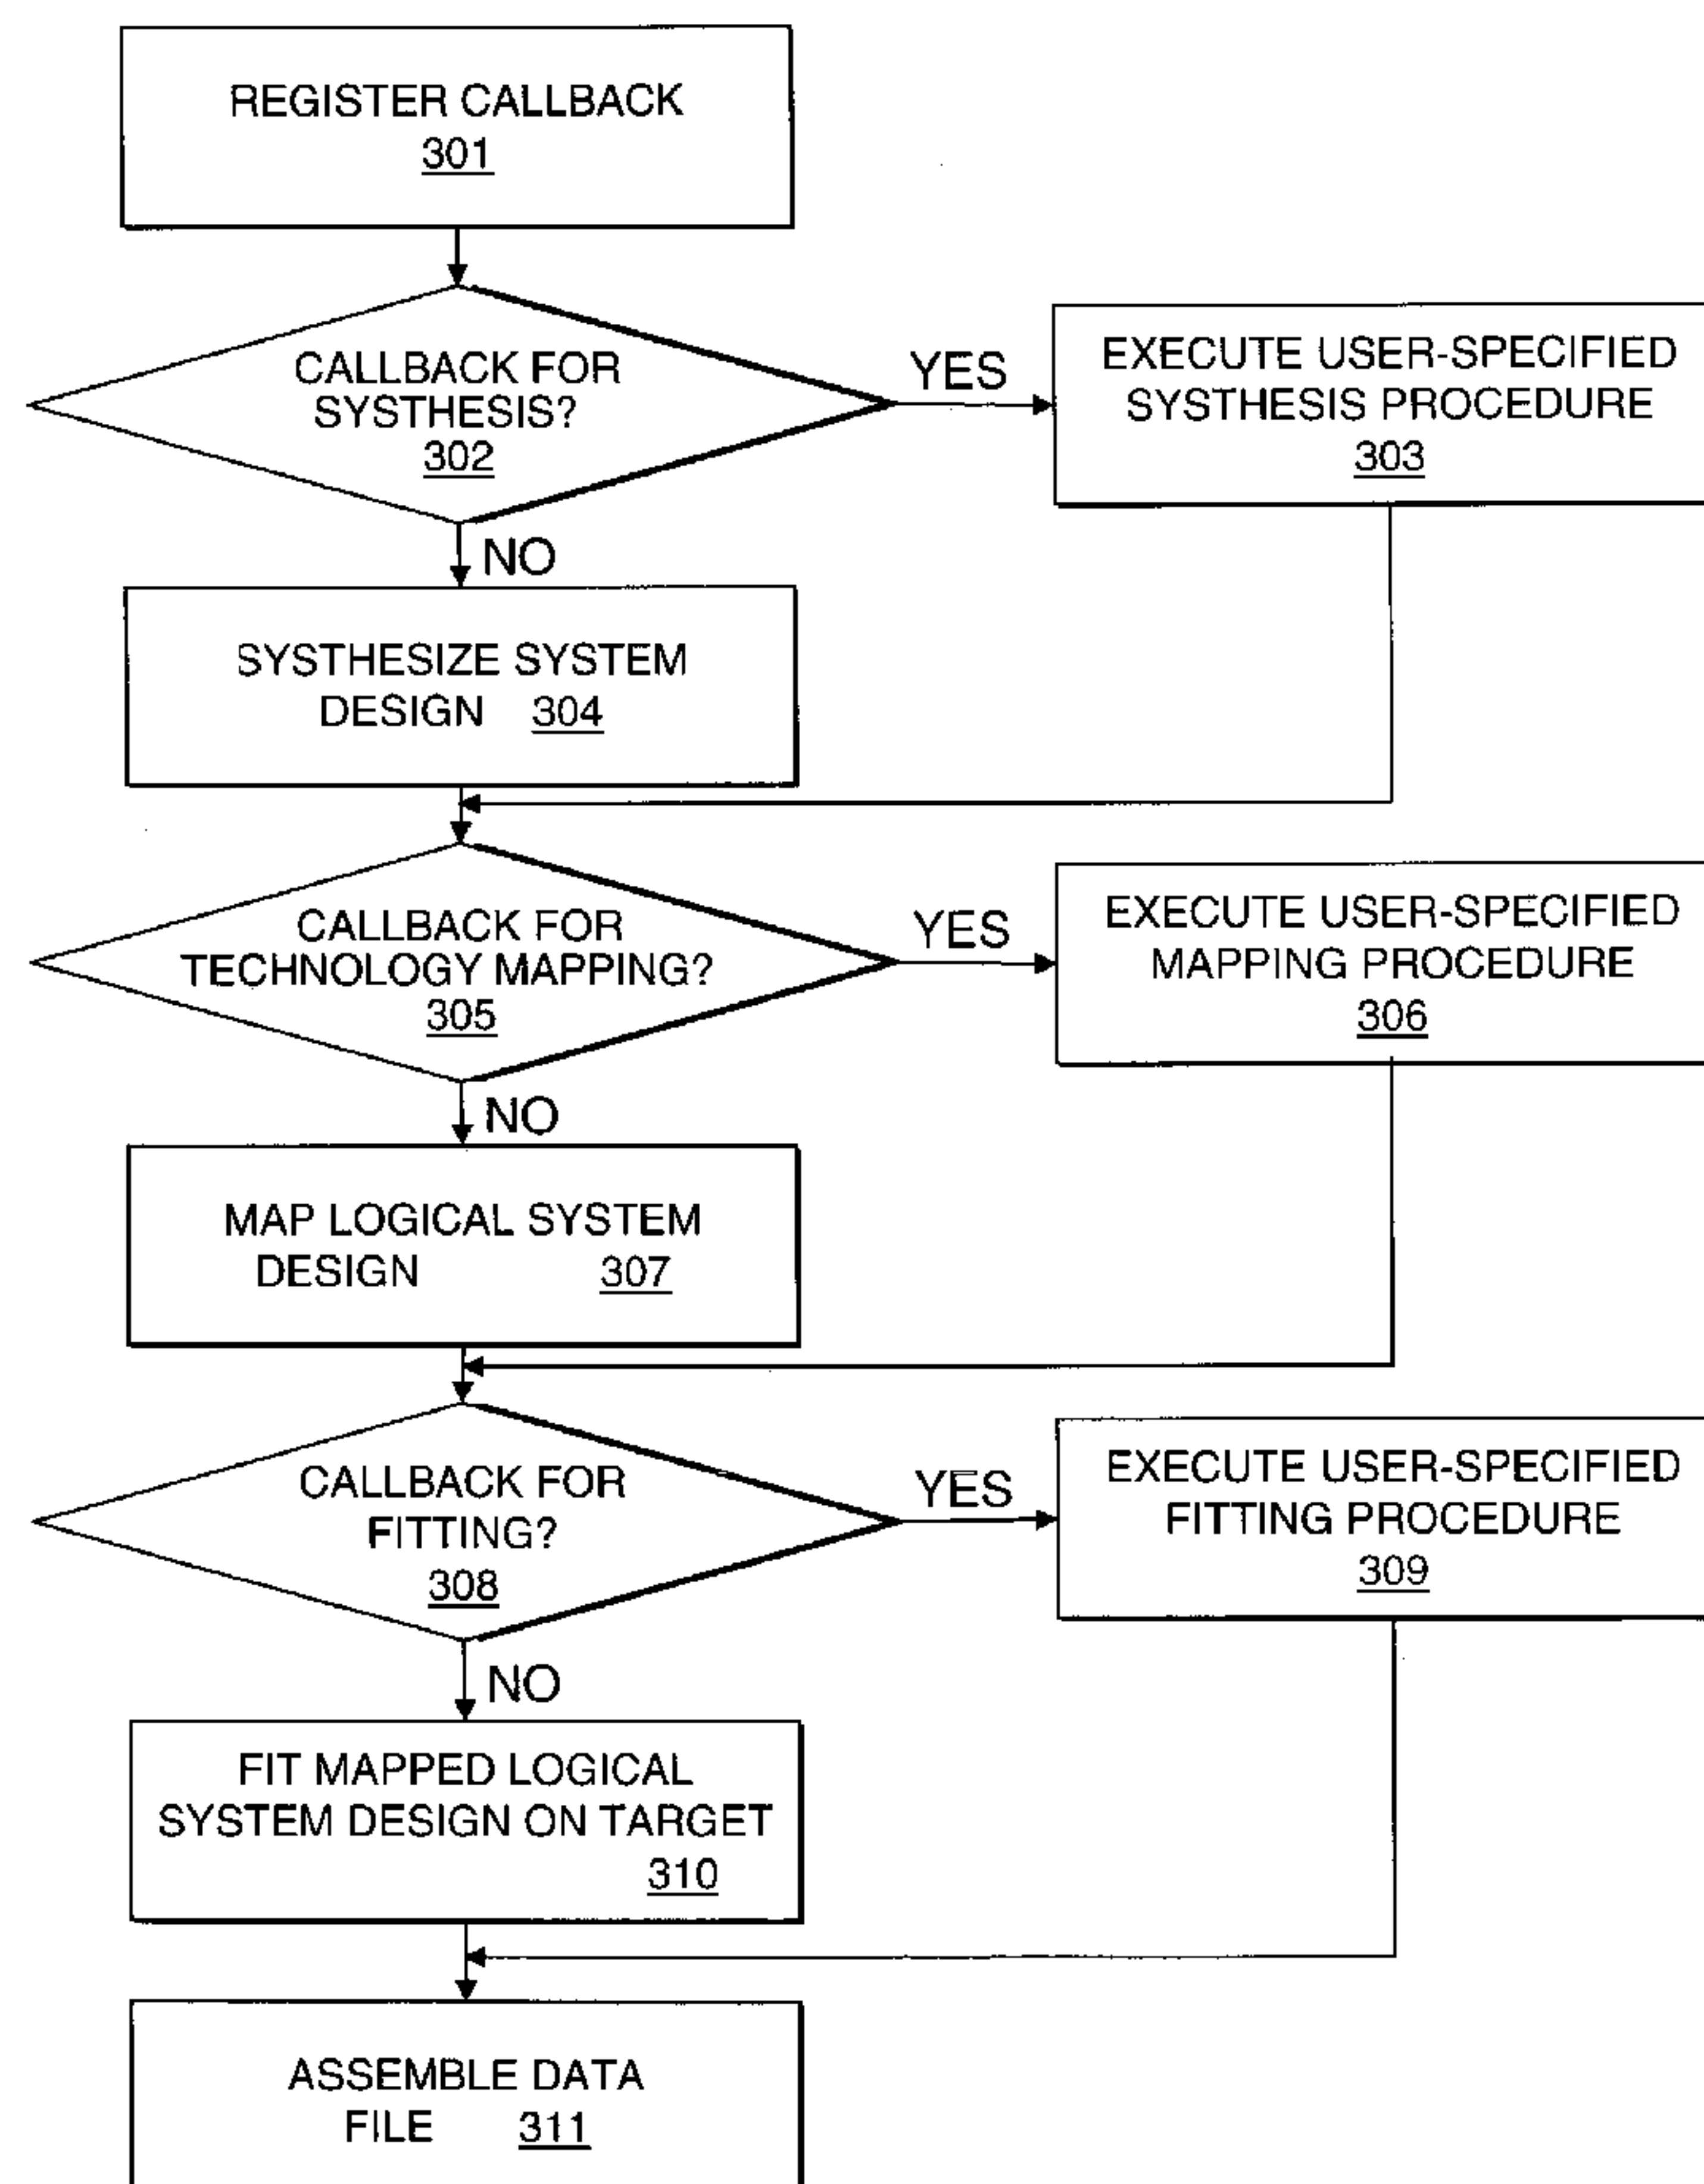 REGISTER CALLBACK
301
CALLBACK FOR
SYSTHESIS?
302
YES
EXECUTE USER-SPECIFIED
SYSTHESIS PROCEDURE
303
NO
SYSTHESIZE SYSTEM
DESIGN 304
CALLBACK FOR
TECHNOLOGY MAPPING?
305
YES
EXECUTE USER-SPECIFIED
MAPPING PROCEDURE
306
NO
MAP LOGICAL SYSTEM
DESIGN 307
CALLBACK FOR
FITTING?
308
YES
EXECUTE USER-SPECIFIED
FITTING PROCEDURE
309
NO
FIT MAPPED LOGICAL
SYSTEM DESIGN ON TARGET
310
ASSEMBLE DATA
FILE 311